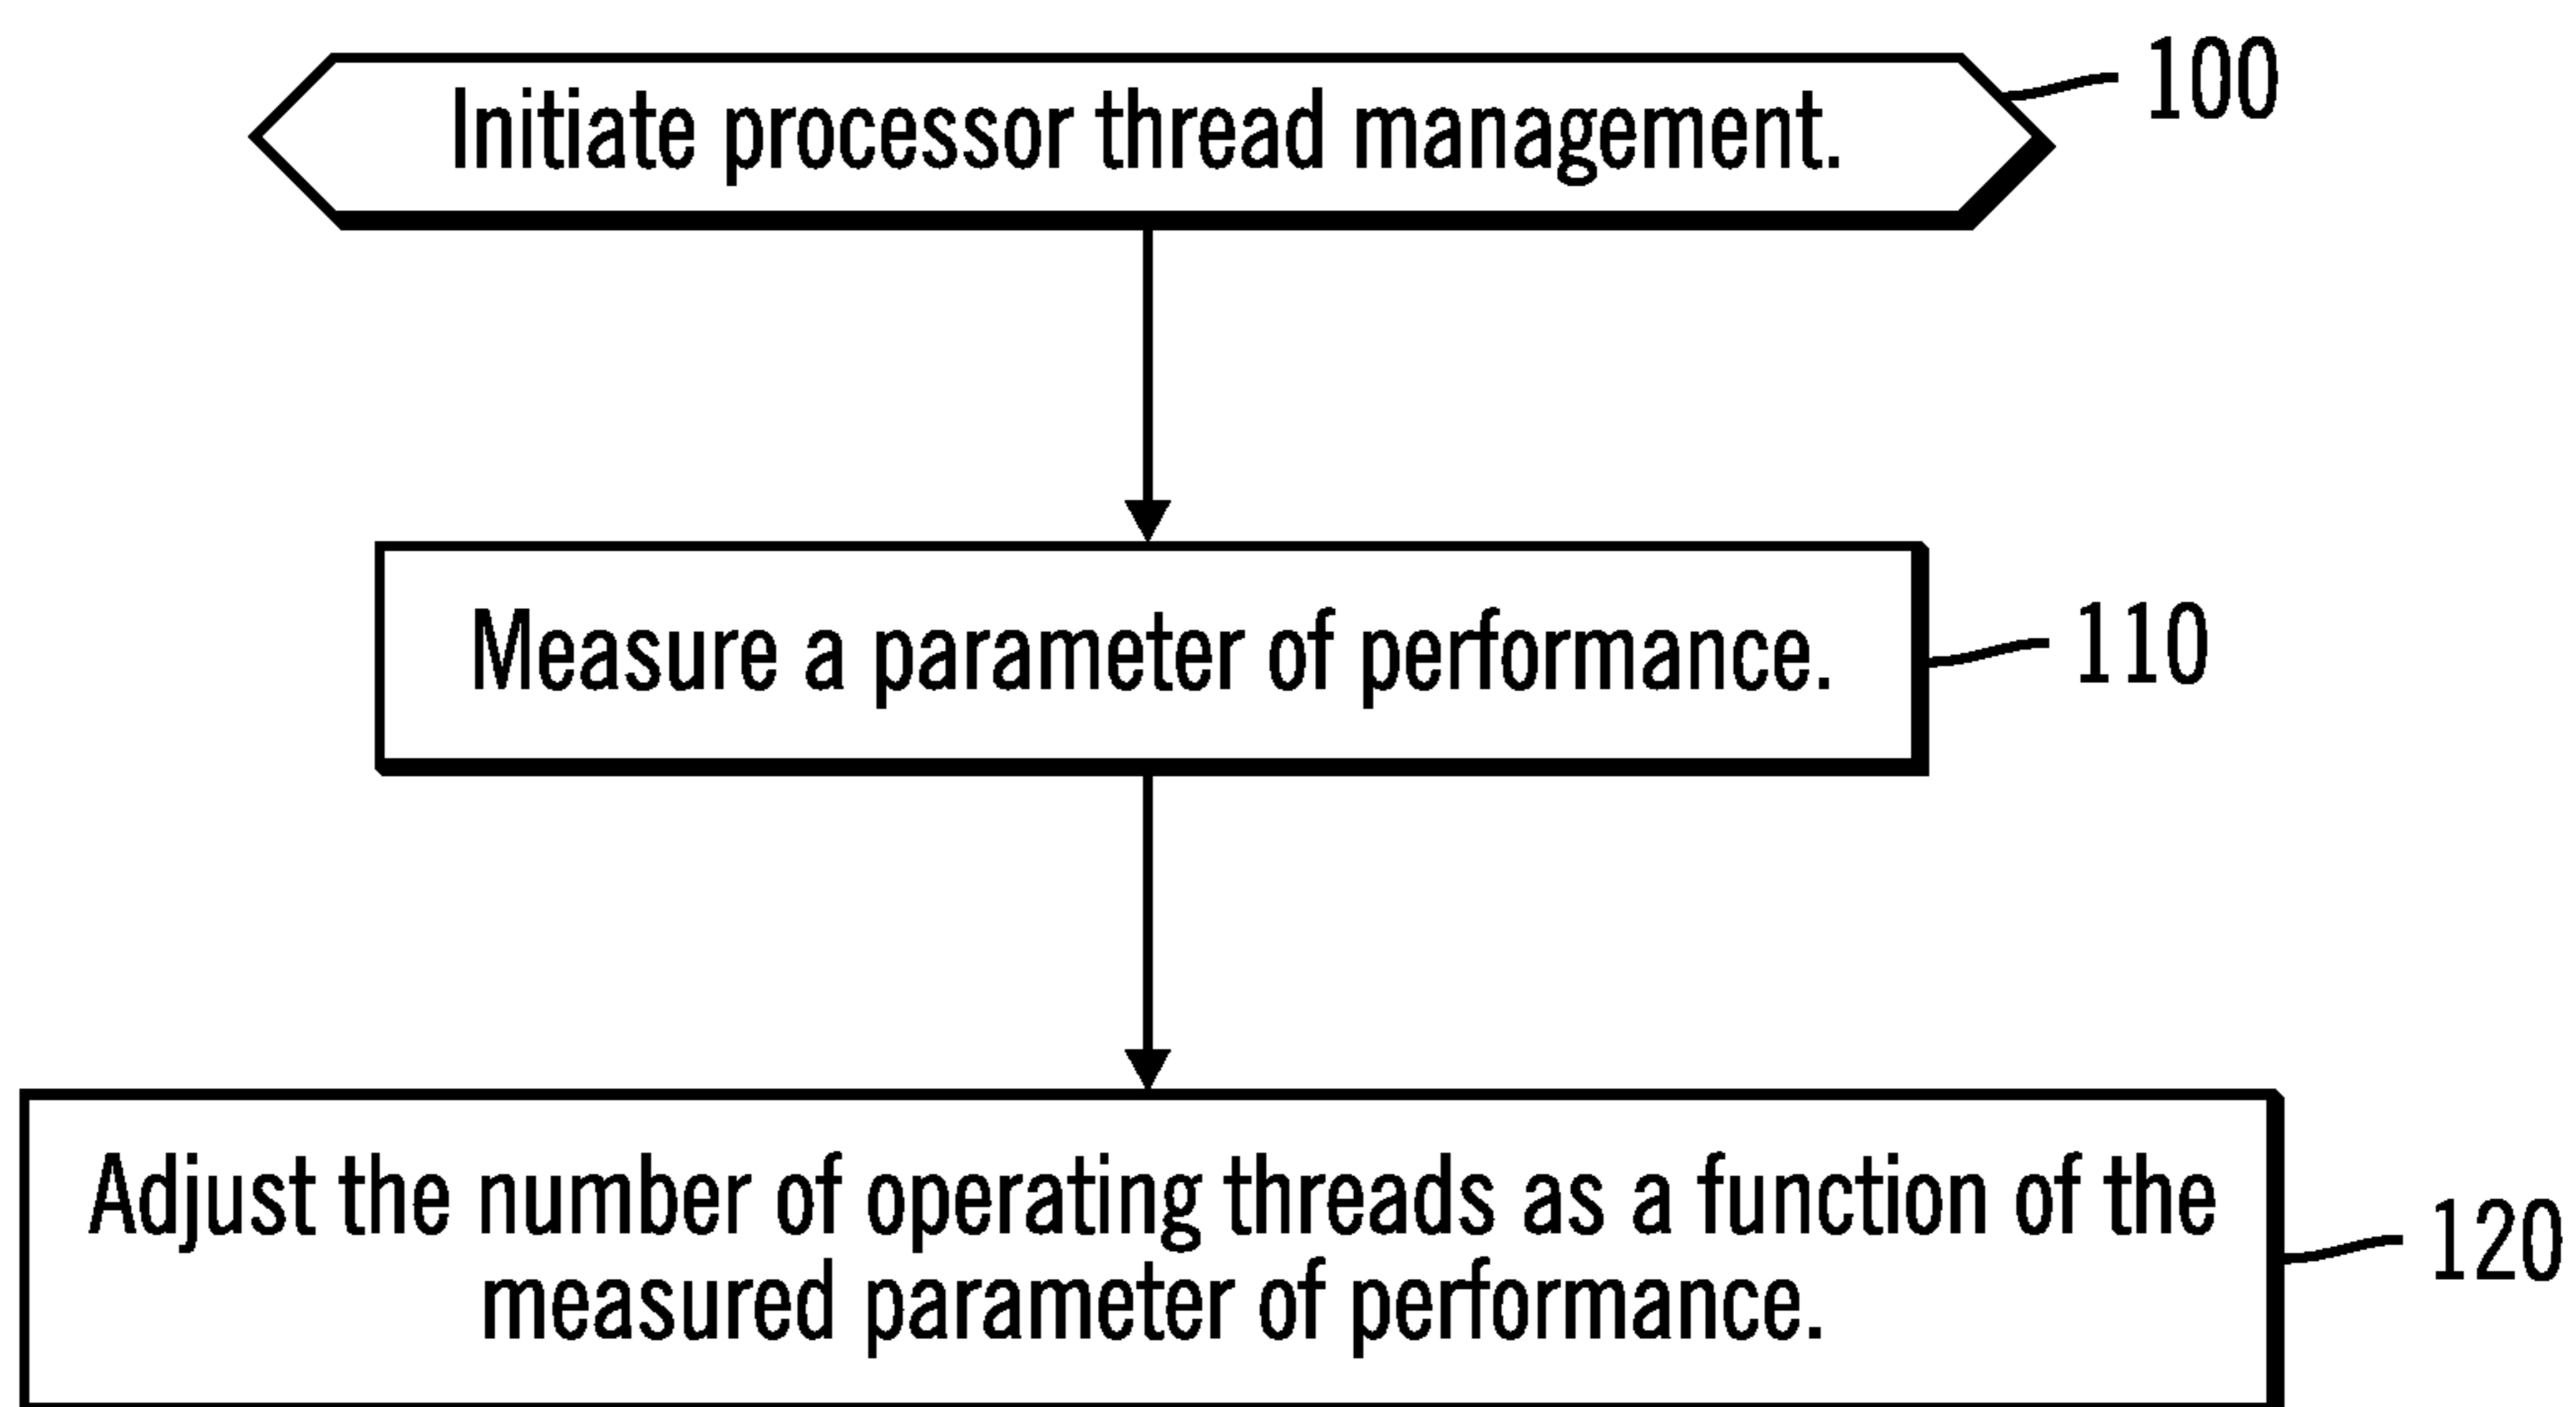 Initiate processor thread management.
100
Measure a parameter of performance.
110
Adjust the number of operating threads as a function of the
measured parameter of performance.
120